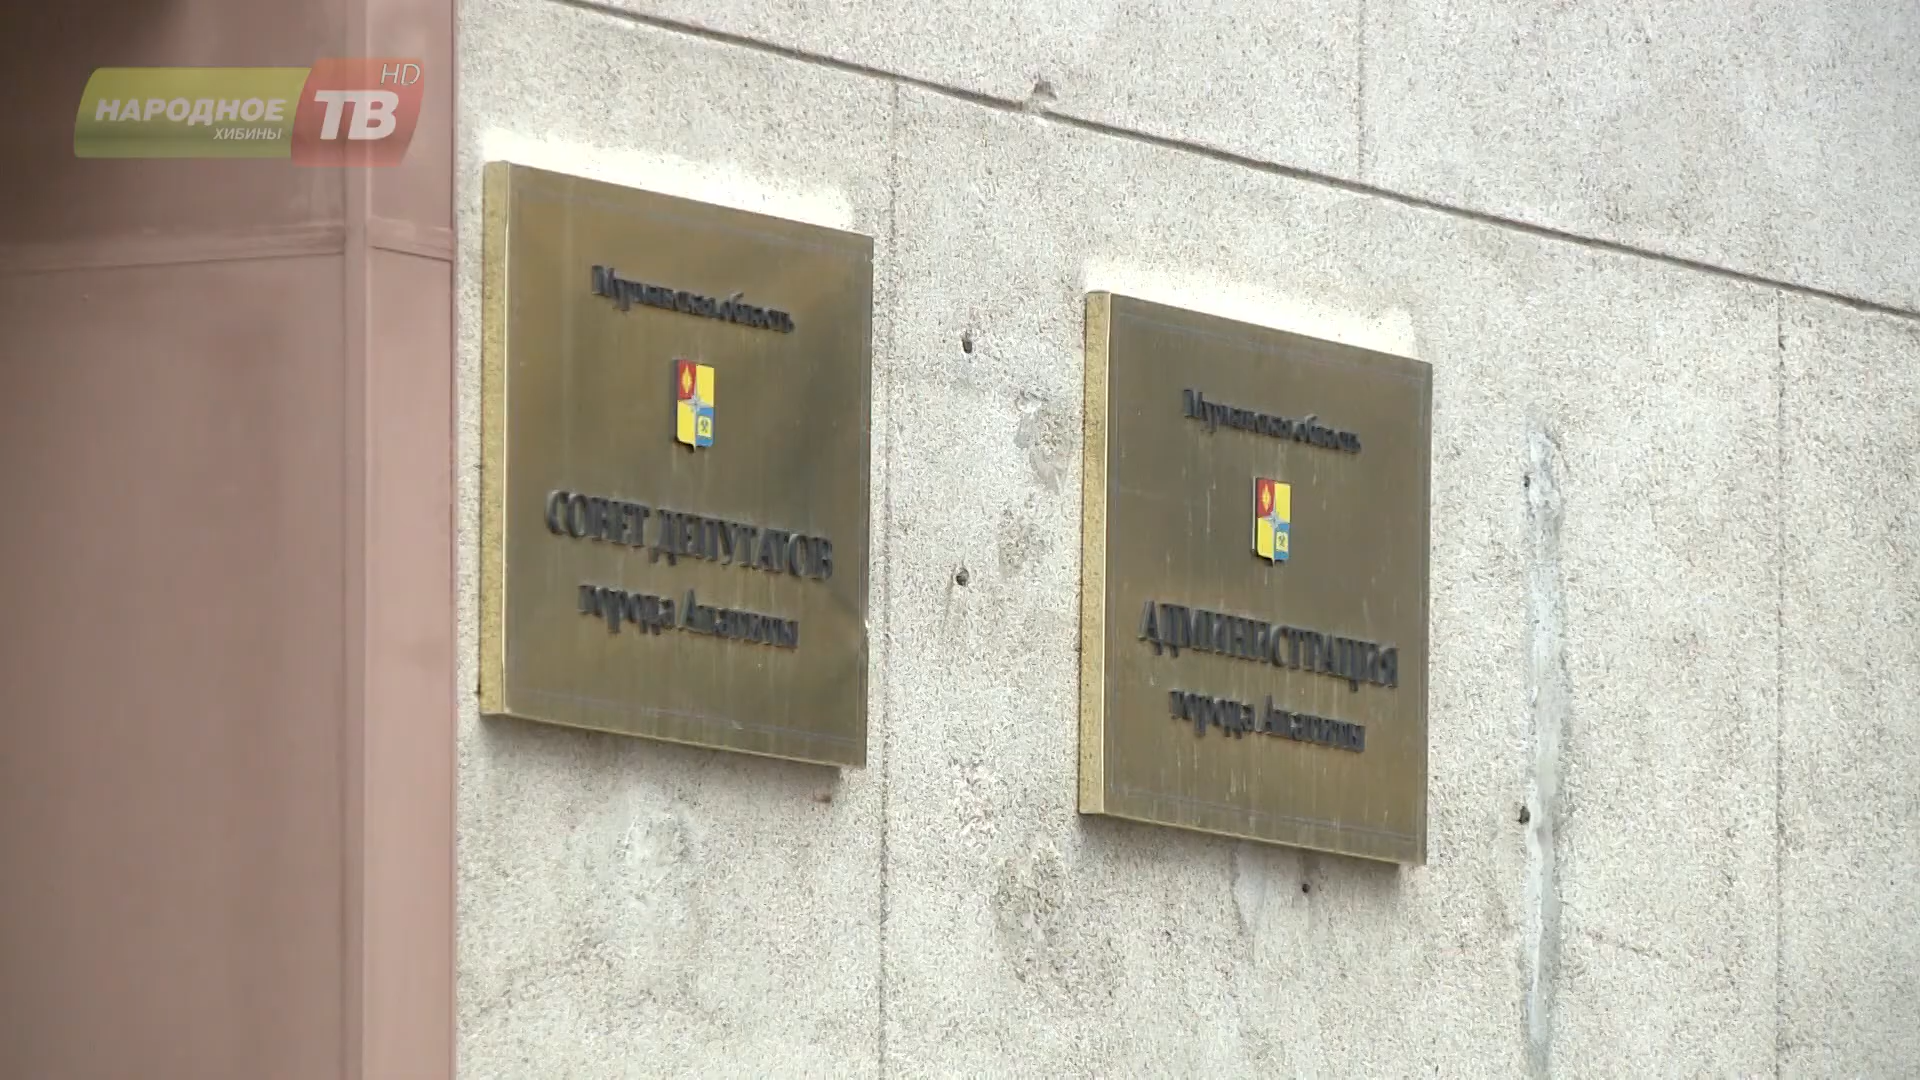 НАРОДНОЕ
ХИБИНЫ
ТВ HD
Мурманская область
СОВЕТ ДЕПУТАТОВ
города Апатиты
Мурманская область
АДМИНИСТРАЦИЯ
города Апатиты